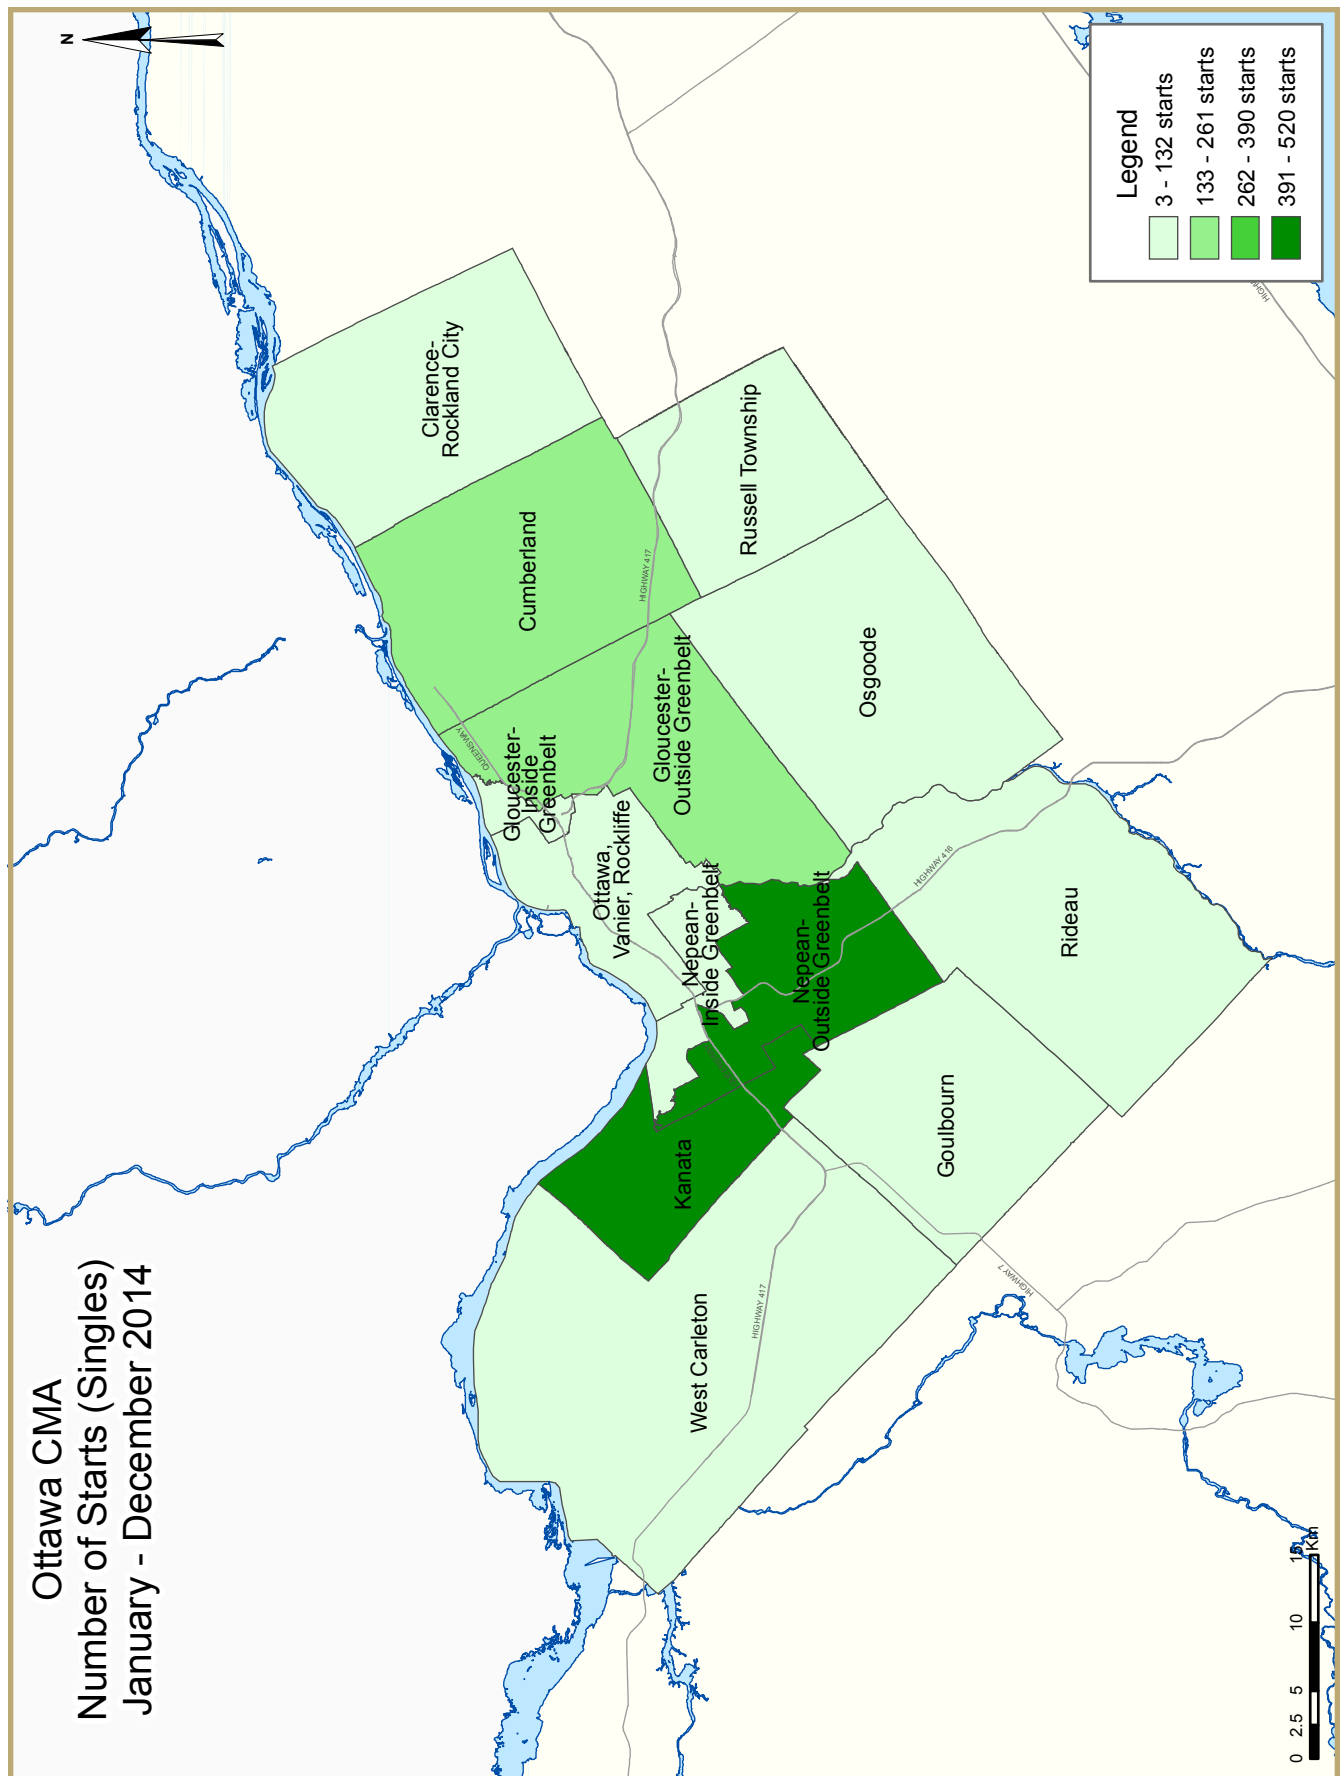 Ottawa CMA
Number of Starts (Singles)
January - December 2014
N
Legend
3 - 132 starts
133 - 261 starts
262 - 390 starts
391 - 520 starts
Clarence-
Rockland City
Cumberland
Russell Township
HIGHWAY 417
QUEENSWAY
Gloucester-
Inside
Greenbelt
Gloucester-
Outside Greenbelt
Osgoode
Ottawa,
Vanier, Rockliffe
Nepean-
Inside Greenbelt
Nepean-
Outside Greenbelt
HIGHWAY 416
Rideau
Kanata
Goulbourn
West Carleton
HIGHWAY 417
HIGHWAY 7
0 2.5 5 10 15
Km